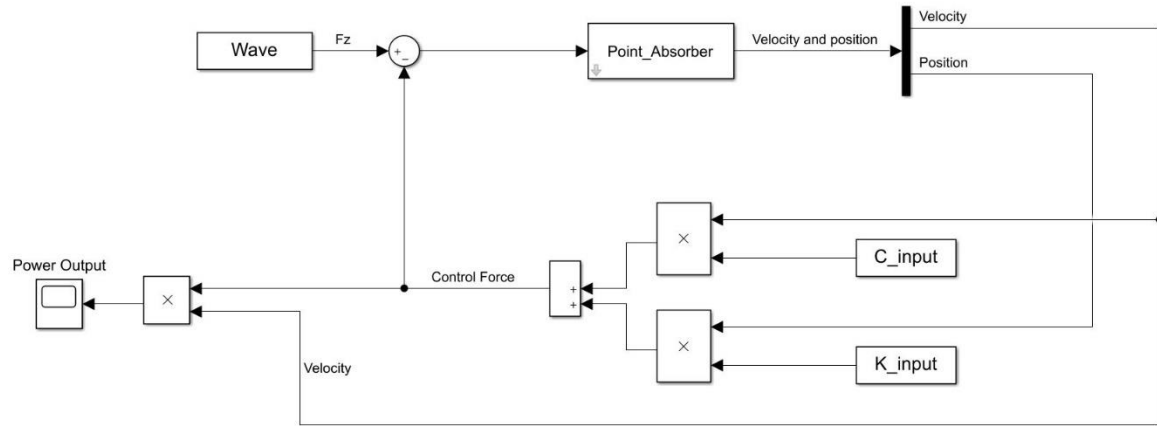 Velocity
Wave
Fz
+
−
Point_Absorber
Velocity and position
Position
×
C_input
Power Output
×
Control Force
+
+
×
K_input
Velocity